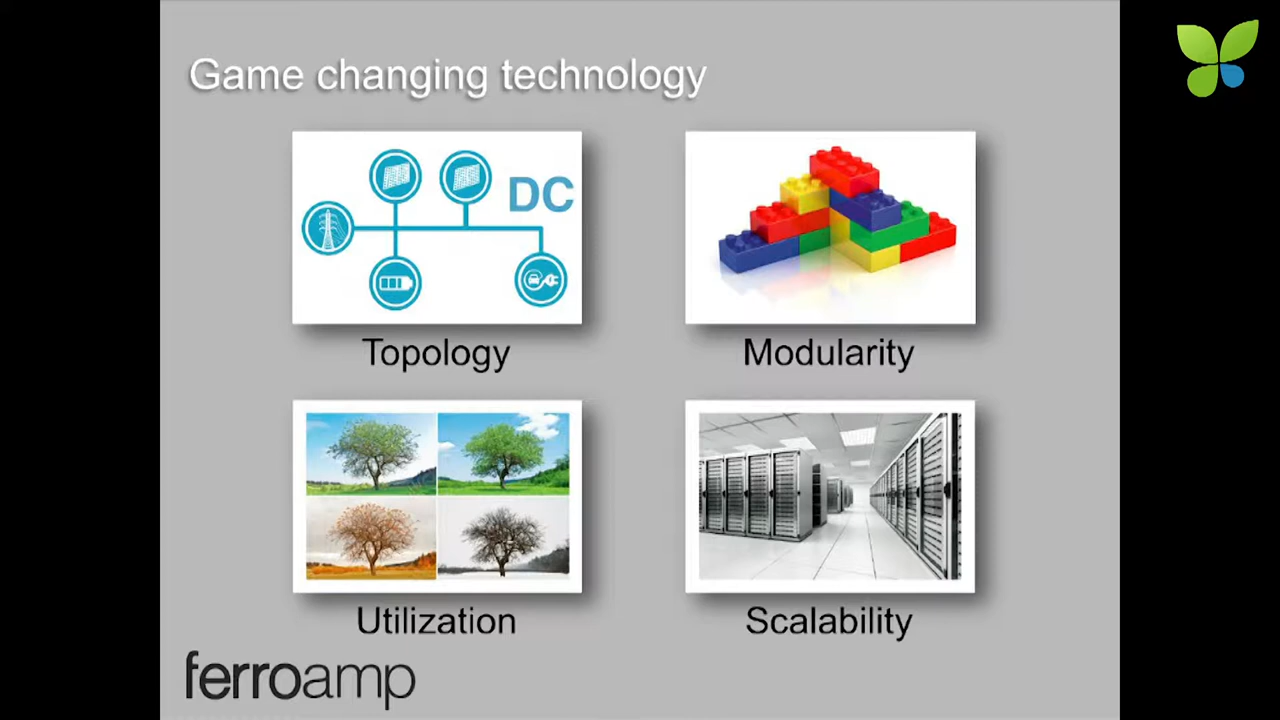 Game changing technology
DC
Topology
Modularity
Utilization
Scalability
ferroamp